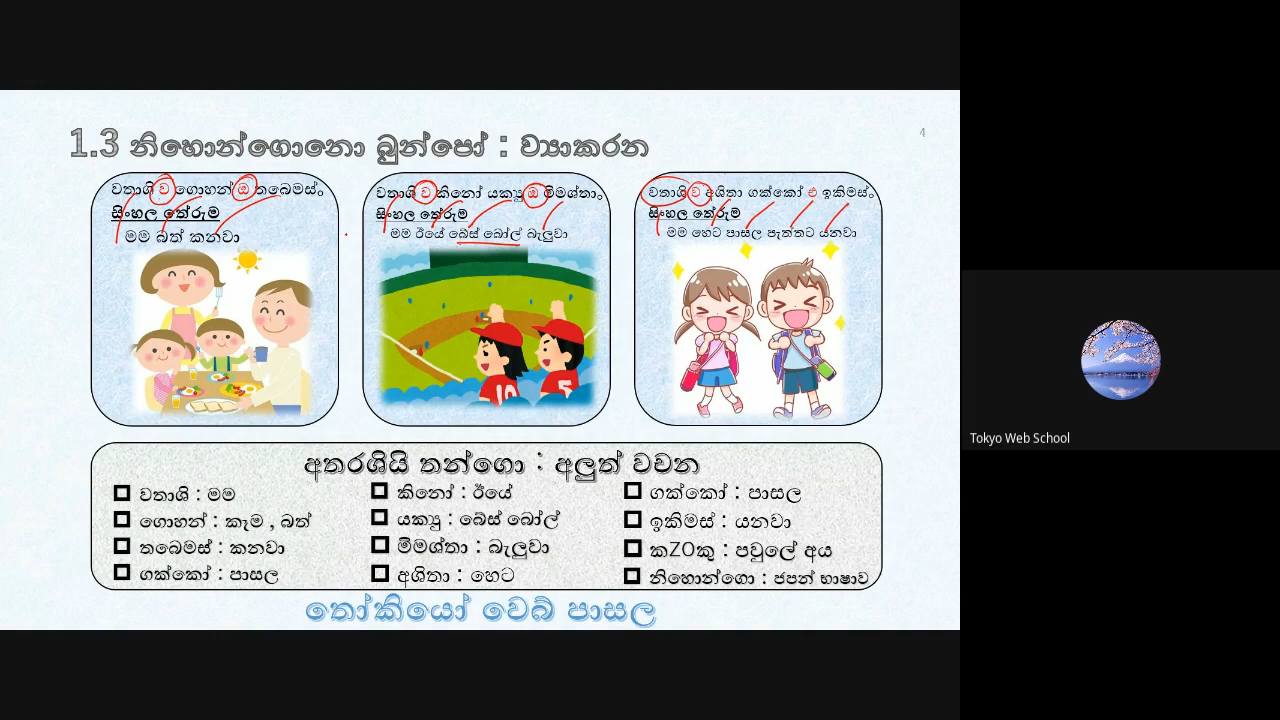 1.3 නිහොන්ගොනො බුන්පෝ : ව්‍යාකරන
4
වතාශි ව ගොහන් ඔ තබෙමස්ං
සිංහල තේරුම
මම බත් කනවා
වතාශි ව කිනෝ යක්‍යු ඔ මිමශ්තාං
සිංහල තේරුම
මම ඊයේ බේස් බෝල් බැලුවා
වතාශි ව අශිතා ගක්කෝ එ ඉකිමස්ං
සිංහල තේරුම
මම හෙට පාසල පැත්තට යනවා
10
5
අතරශියි තන්ගො : අලුත් වචන
වතාශි : මම
ගොහන් : කෑම , බත්
තබෙමස් : කනවා
ගක්කෝ : පාසල
කිනෝ : ඊයේ
යක්‍යු : බේස් බෝල්
මිමශ්තා : බැලුවා
අශිතා : හෙට
ගක්කෝ : පාසල
ඉකිමස් : යනවා
කZOකු : පවුලේ අය
නිහොන්ගො : ජපන් භාෂාව
තෝකියෝ වෙබ් පාසල
Tokyo Web School